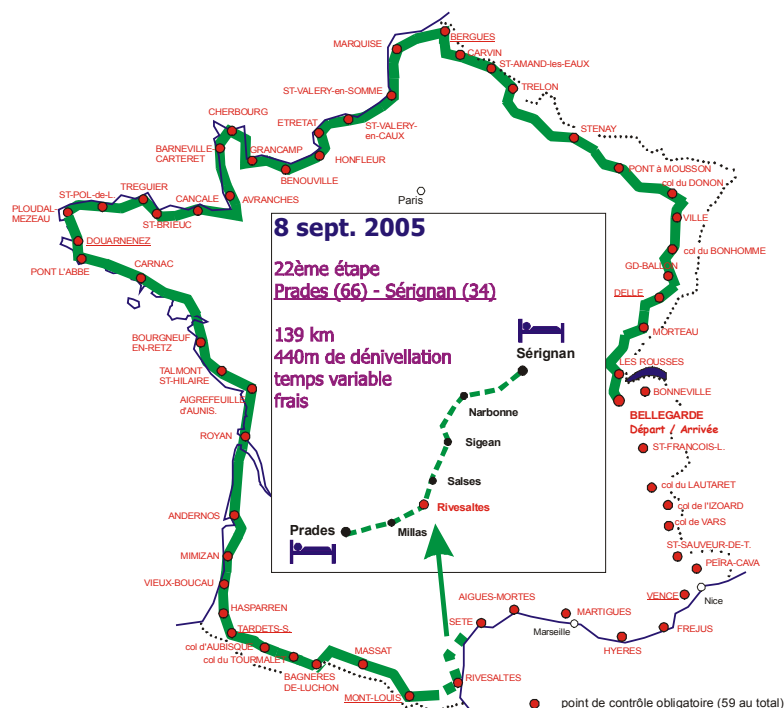 BERGUES
MARQUISE
CARVIN
ST-AMAND-les-EAUX
ST-VALERY-en-SOMME
TRELON
CHERBOURG
ETRETAT
ST-VALERY-
en-CAUX
STENAY
BARNEVILLE-
CARTERET
GRANCAMP
HONFLEUR
BENOUVILLE
PONT à MOUSSON
col du DONON
TREGUIER
ST-POL-de-L.
CANCALE
AVRANCHES
Paris
PLOUDAL-
MEZEAU
ST-BRIEUC
VILLE
DOUARNENEZ
col du BONHOMME
PONT L'ABBE
CARNAC
GD-BALLON
DELLE
BOURGNEUF
EN-RETZ
MORTEAU
TALMONT
ST-HILAIRE
LES ROUSSES
AIGREFEUILLE
d'AUNIS.
BONNEVILLE
BELLEGARDE
Départ / Arrivée
ROYAN
ST-FRANCOIS-L.
col du LAUTARET
col de l'IZOARD
ANDERNOS
col de VARS
MIMIZAN
ST-SAUVEUR-DE-T.
PEÏRA-CAVA
VIEUX-BOUCAU
VENCE
Nice
HASPARREN
AIGUES-MORTES
MARTIGUES
SETE
Marseille
FREJUS
TARDETS-S.
HYERES
col d'AUBISQUE
col du TOURMALET
MASSAT
BAGNERES
DE-LUCHON
RIVESALTES
MONT-LOUIS
8 sept. 2005
22ème étape
Prades (66) - Sérignan (34)
139 km
440m de dénivellation
temps variable
frais
Sérignan
Narbonne
Sigean
Salses
Rivesaltes
Prades
Millas
point de contrôle obligatoire (59 au total)